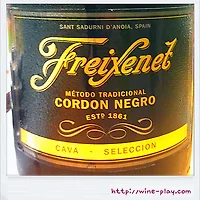 SANT SADURNI D'ANOIA, SPAIN
Freixenet
MÉTODO TRADICIONAL
CORDON NEGRO
ESTD 1861
CAVA - SELECCION
http://wine-play.com